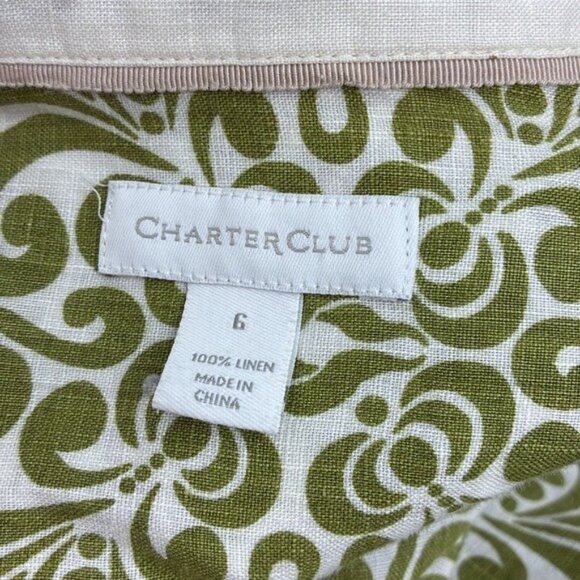 CHARTER CLUB
6
100% LINEN
MADE IN
CHINA